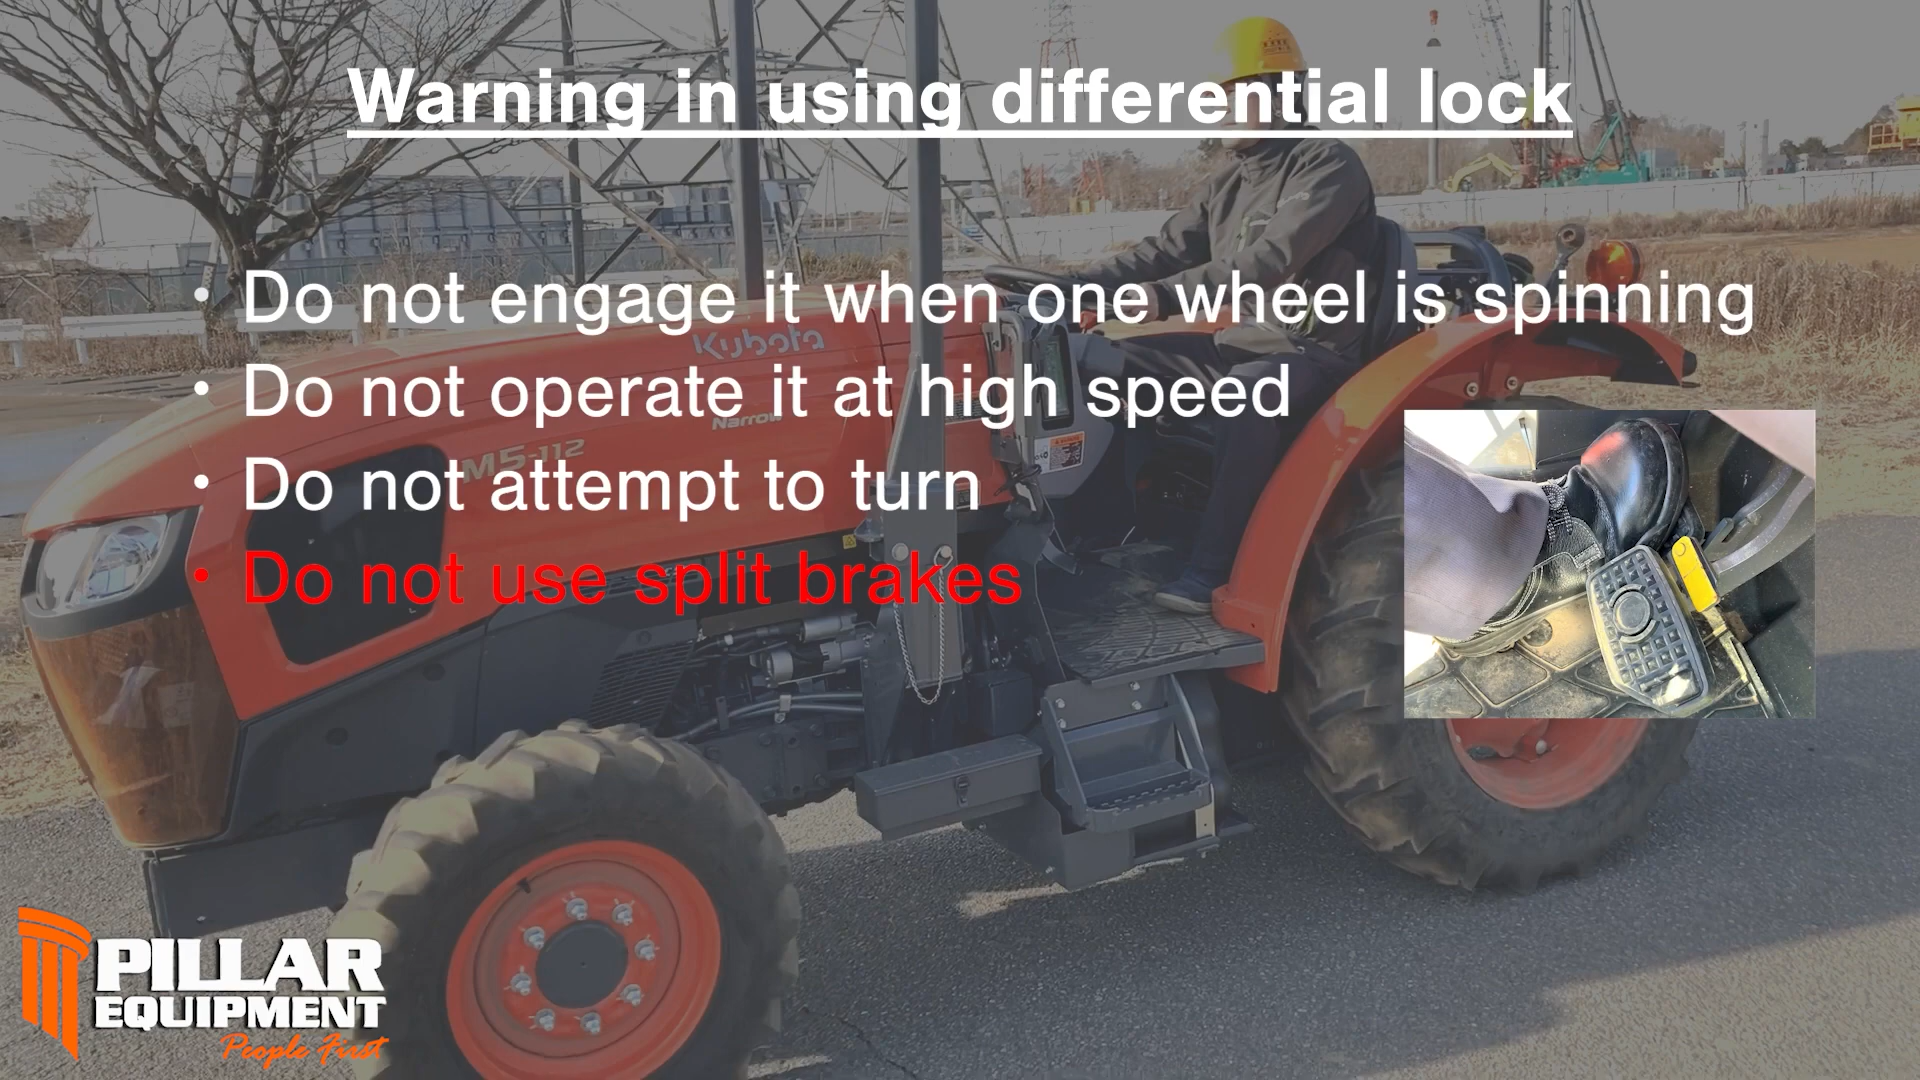 Warning in using differential lock
• Do not engage it when one wheel is spinning
• Do not operate it at high speed
• Do not attempt to turn
• Do not use split brakes
Kubota
Narrow
M5-112
PILLAR
EQUIPMENT
People First